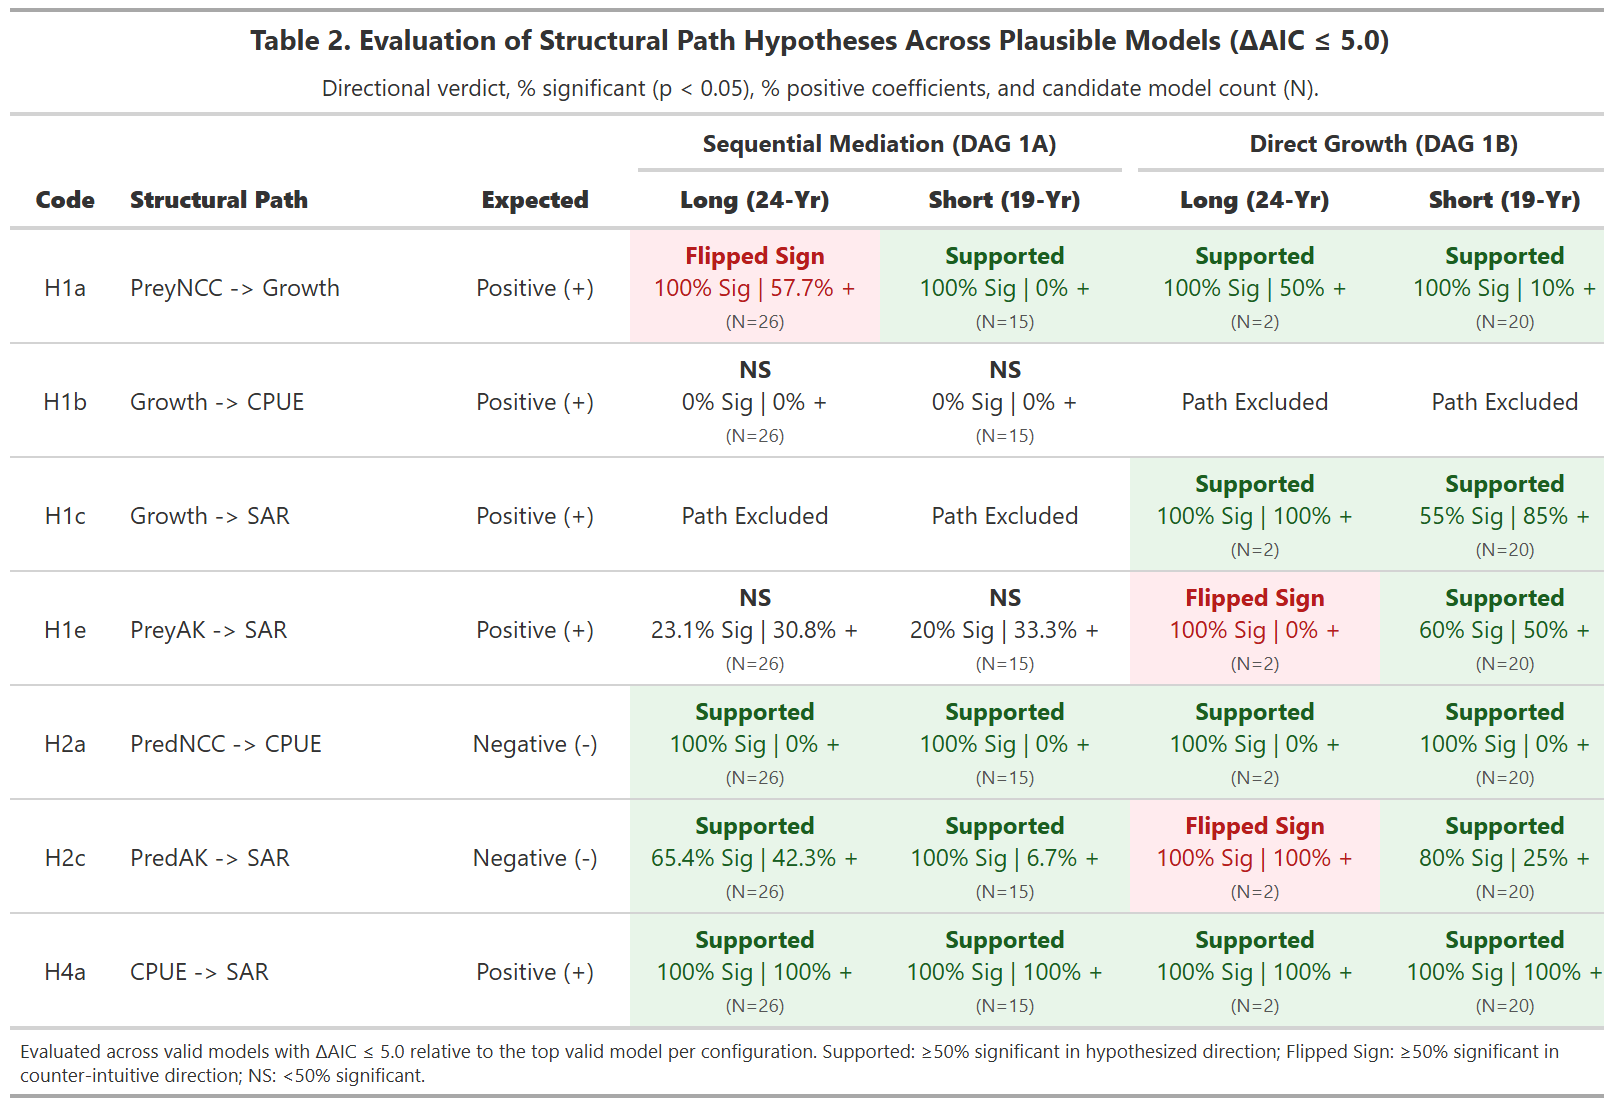 Table 2. Evaluation of Structural Path Hypotheses Across Plausible Models (ΔAIC ≤ 5.0)
Directional verdict, % significant (p < 0.05), % positive coefficients, and candidate model count (N).
Sequential Mediation (DAG 1A) Direct Growth (DAG 1B)
Code Structural Path Expected Long (24-Yr) Short (19-Yr) Long (24-Yr) Short (19-Yr)
Flipped Sign Supported Supported Supported
H1a PreyNCC -> Growth Positive (+) 100% Sig | 57.7% + 100% Sig | 0% + 100% Sig | 50% + 100% Sig | 10% +
(N=26) (N=15) (N=2) (N=20)
NS NS
H1b Growth -> CPUE Positive (+) 0% Sig | 0% + 0% Sig | 0% + Path Excluded Path Excluded
(N=26) (N=15)
Supported Supported
H1c Growth -> SAR Positive (+) Path Excluded Path Excluded 100% Sig | 100% + 55% Sig | 85% +
(N=2) (N=20)
NS NS Flipped Sign Supported
H1e PreyAK -> SAR Positive (+) 23.1% Sig | 30.8% + 20% Sig | 33.3% + 100% Sig | 0% + 60% Sig | 50% +
(N=26) (N=15) (N=2) (N=20)
Supported Supported Supported Supported
H2a PredNCC -> CPUE Negative (-) 100% Sig | 0% + 100% Sig | 0% + 100% Sig | 0% + 100% Sig | 0% +
(N=26) (N=15) (N=2) (N=20)
Supported Supported Flipped Sign Supported
H2c PredAK -> SAR Negative (-) 65.4% Sig | 42.3% + 100% Sig | 6.7% + 100% Sig | 100% + 80% Sig | 25% +
(N=26) (N=15) (N=2) (N=20)
Supported Supported Supported Supported
H4a CPUE -> SAR Positive (+) 100% Sig | 100% + 100% Sig | 100% + 100% Sig | 100% + 100% Sig | 100% +
(N=26) (N=15) (N=2) (N=20)
Evaluated across valid models with ΔAIC ≤ 5.0 relative to the top valid model per configuration. Supported: ≥50% significant in hypothesized direction; Flipped Sign: ≥50% significant in
counter-intuitive direction; NS: <50% significant.